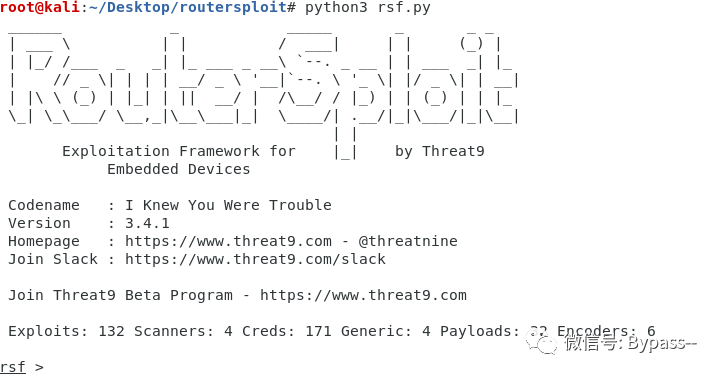 root@kali:~/Desktop/routersploit# python3 rsf.py
RouterSploit
Exploitation Framework for by Threat9
Embedded Devices
Codename : I Knew You Were Trouble
Version : 3.4.1
Homepage : https://www.threat9.com - @threatnine
Join Slack : https://www.threat9.com/slack
Join Threat9 Beta Program - https://www.threat9.com
Exploits: 132 Scanners: 4 Creds: 171 Generic: 4 Payloads: Encoders: 6
微信号: Bypass--
rsf >